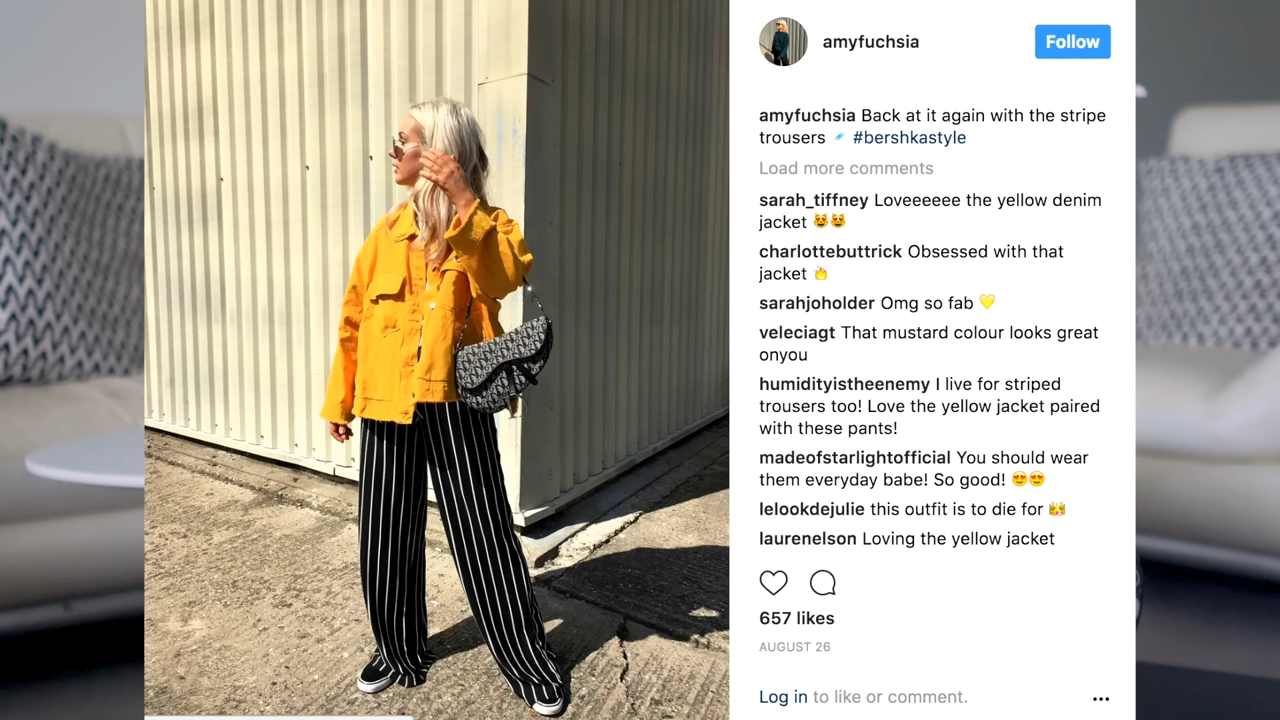 amyfuchsia
Follow
amyfuchsia Back at it again with the stripe
trousers #bershkastyle
Load more comments
sarah_tiffney Loveeeeee the yellow denim
jacket 😻😻
charlottebuttrick Obsessed with that
jacket 🔥
sarahjoholder Omg so fab 💛
veleciagt That mustard colour looks great
onyou
humidityistheenemy I live for striped
trousers too! Love the yellow jacket paired
with these pants!
madeofstarlightofficial You should wear
them everyday babe! So good! 😍😍
lelookdejulie this outfit is to die for
laurenelson Loving the yellow jacket
657 likes
AUGUST 26
Log in to like or comment.